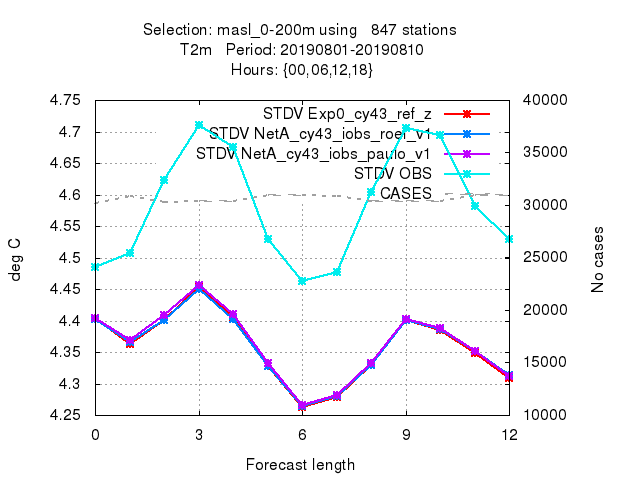 Selection: masl_0-200m using   847 stations
T2m   Period: 20190801-20190810
Hours: {00,06,12,18}
4.75
4.7
4.65
4.6
4.55
4.5
4.45
4.4
4.35
4.3
4.25
deg C
STDV Exp0_cy43_ref_z
STDV NetA_cy43_iobs_roel_v1
STDV NetA_cy43_iobs_paulo_v1
STDV OBS
CASES
40000
35000
30000
25000
20000
15000
10000
No cases
0 3 6 9 12
Forecast length